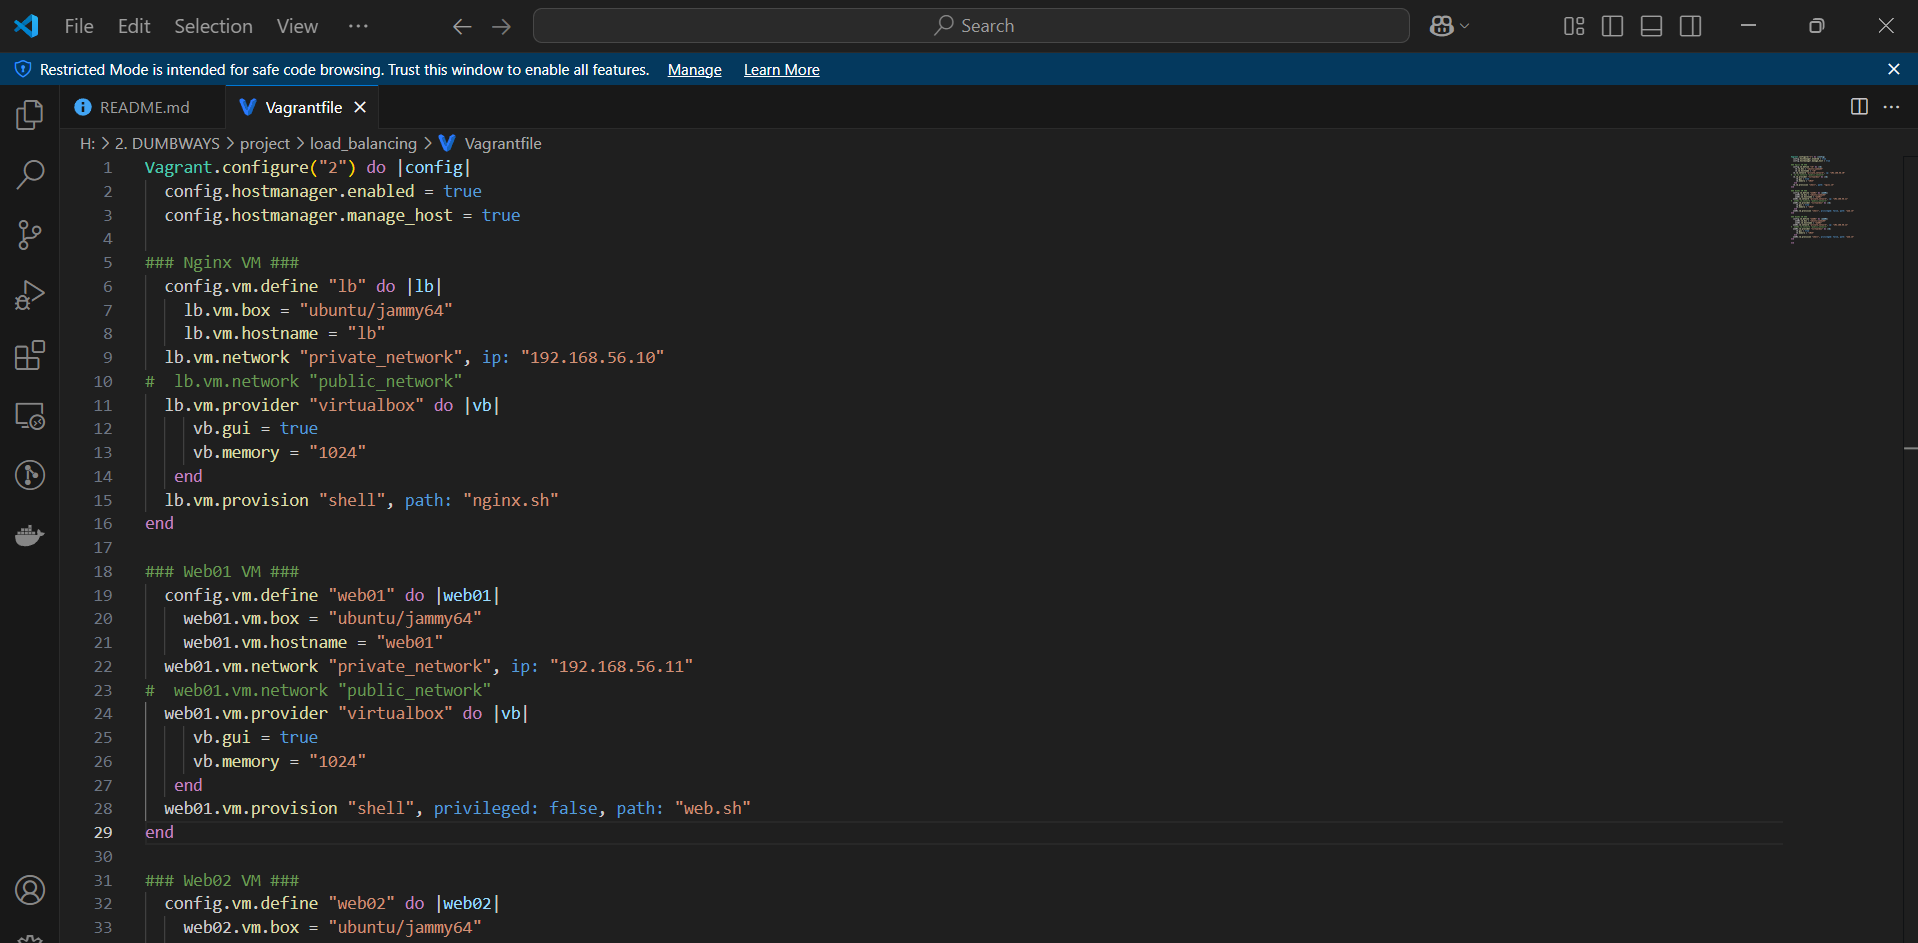 File Edit Selection View ··· Search
Restricted Mode is intended for safe code browsing. Trust this window to enable all features. Manage Learn More
README.md Vagrantfile
H: > 2. DUMBWAYS > project > load_balancing > Vagrantfile
1 Vagrant.configure("2") do |config|
2   config.hostmanager.enabled = true
3   config.hostmanager.manage_host = true
4
5 ### Nginx VM ###
6   config.vm.define "lb" do |lb|
7     lb.vm.box = "ubuntu/jammy64"
8     lb.vm.hostname = "lb"
9   lb.vm.network "private_network", ip: "192.168.56.10"
10 #  lb.vm.network "public_network"
11   lb.vm.provider "virtualbox" do |vb|
12      vb.gui = true
13      vb.memory = "1024"
14    end
15   lb.vm.provision "shell", path: "nginx.sh"
16 end
17
18 ### Web01 VM ###
19   config.vm.define "web01" do |web01|
20     web01.vm.box = "ubuntu/jammy64"
21     web01.vm.hostname = "web01"
22   web01.vm.network "private_network", ip: "192.168.56.11"
23 #  web01.vm.network "public_network"
24   web01.vm.provider "virtualbox" do |vb|
25      vb.gui = true
26      vb.memory = "1024"
27    end
28   web01.vm.provision "shell", privileged: false, path: "web.sh"
29 end
30
31 ### Web02 VM ###
32   config.vm.define "web02" do |web02|
33     web02.vm.box = "ubuntu/jammy64"